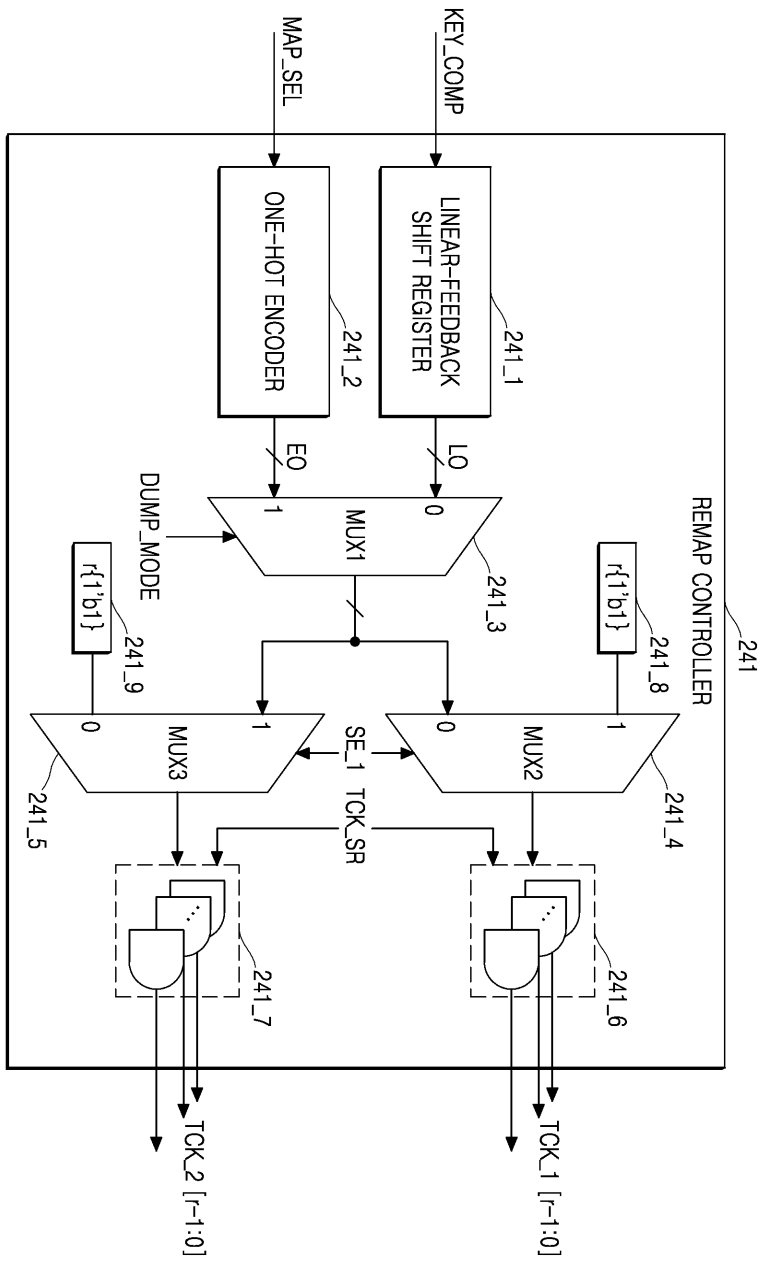 241
REMAP CONTROLLER
KEY_COMP
LINEAR-FEEDBACK
SHIFT REGISTER
241_1
LO
MAP_SEL
ONE-HOT ENCODER
241_2
EO
0
1
MUX1
241_3
DUMP_MODE
r{1'b1}
241_8
1
0
MUX2
241_4
SE_1
1
0
MUX3
241_5
r{1'b1}
241_9
TCK_SR
...
241_6
TCK_1 [r-1:0]
...
241_7
TCK_2 [r-1:0]